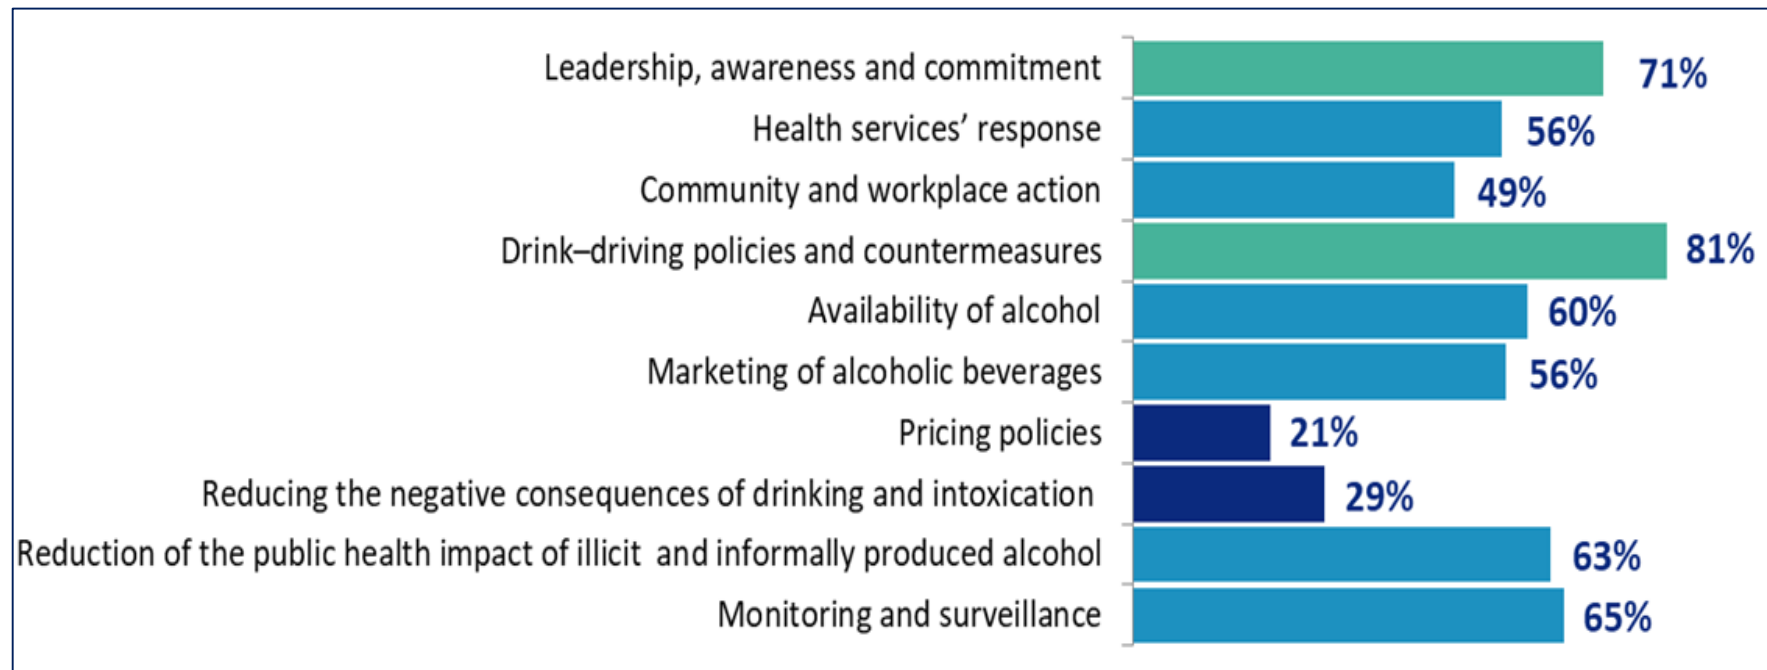 Leadership, awareness and commitment 71%
Health services’ response 56%
Community and workplace action 49%
Drink–driving policies and countermeasures 81%
Availability of alcohol 60%
Marketing of alcoholic beverages 56%
Pricing policies 21%
Reducing the negative consequences of drinking and intoxication 29%
Reduction of the public health impact of illicit and informally produced alcohol 63%
Monitoring and surveillance 65%